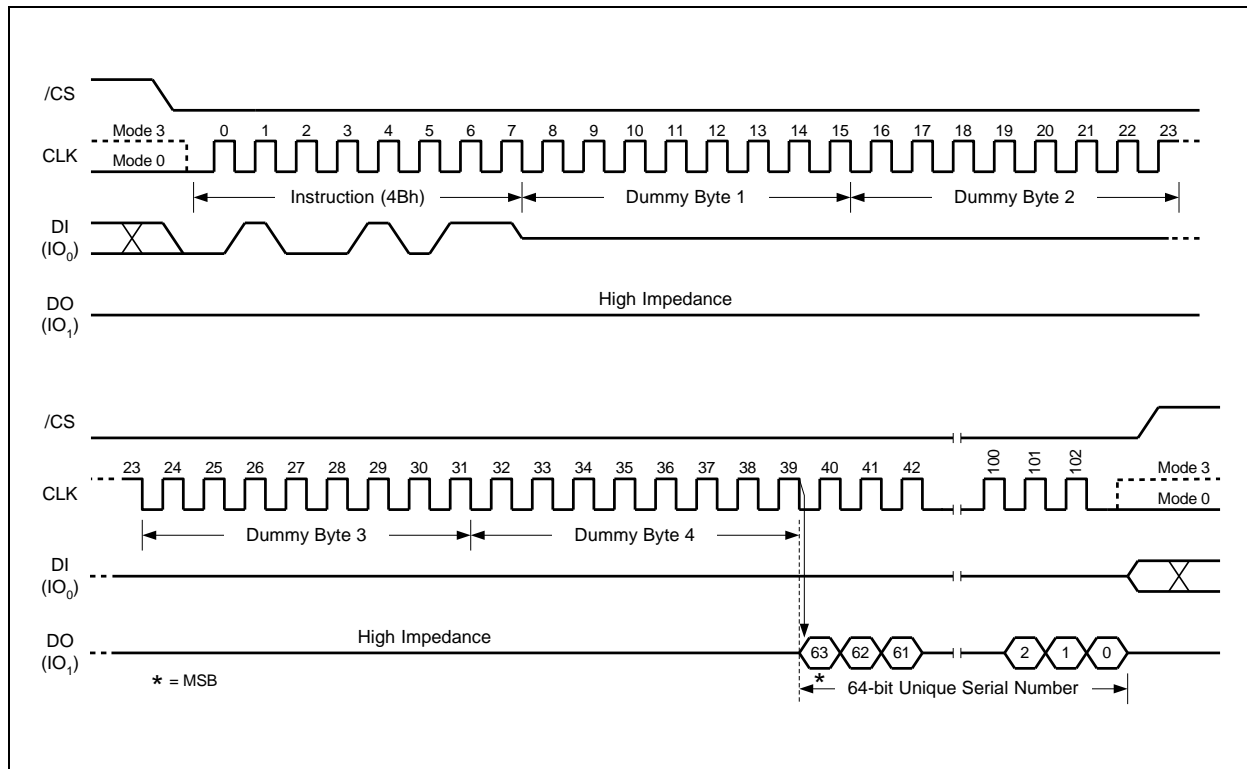 /CS
Mode 3 0 1 2 3 4 5 6 7 8 9 10 11 12 13 14 15 16 17 18 19 20 21 22 23
CLK Mode 0
Instruction (4Bh) Dummy Byte 1 Dummy Byte 2
DI
(IO0)
High Impedance
DO
(IO1)
/CS
23 24 25 26 27 28 29 30 31 32 33 34 35 36 37 38 39 40 41 42 100 101 102 Mode 3
CLK Mode 0
Dummy Byte 3 Dummy Byte 4
DI
(IO0)
DO High Impedance
(IO1) 63 62 61 2 1 0
* = MSB * 64-bit Unique Serial Number